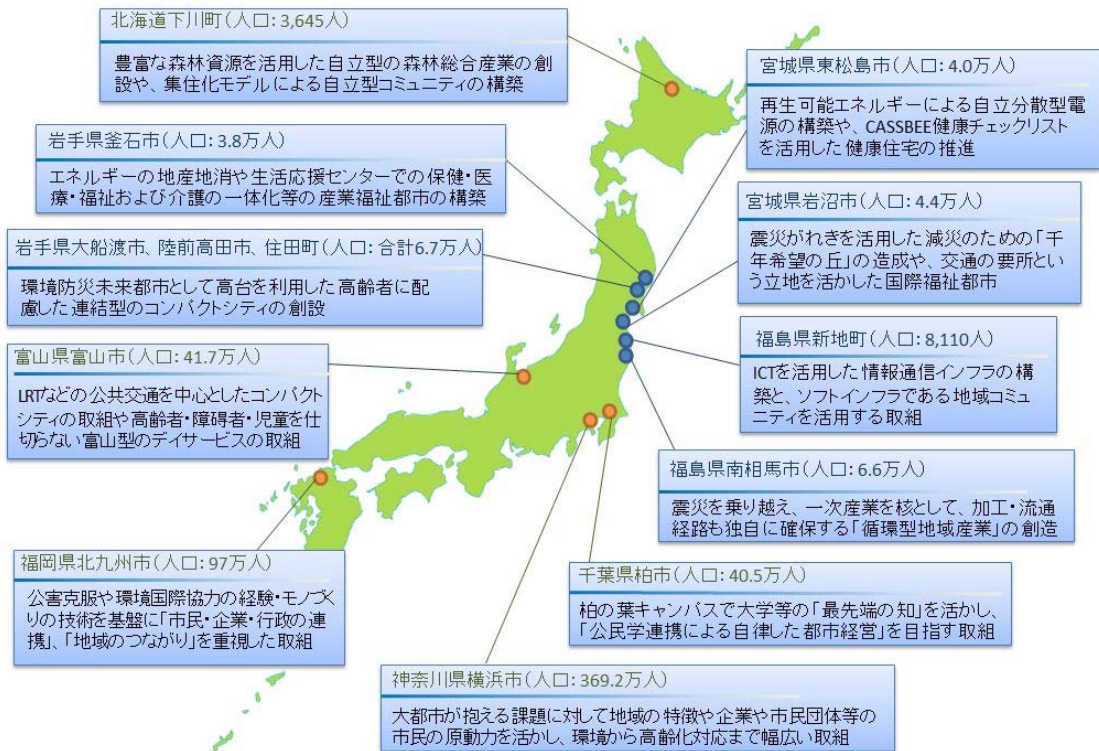 北海道下川町(人口:3,645人)
豊富な森林資源を活用した自立型の森林総合産業の創
設や、集住化モデルによる自立型コミュニティの構築
宮城県東松島市(人口:4.0万人)
再生可能エネルギーによる自立分散型電
源の構築や、CASSBEE健康チェックリスト
を活用した健康住宅の推進
岩手県釜石市(人口:3.8万人)
エネルギーの地産地消や生活応援センターでの保健・医
療・福祉および介護の一体化等の産業福祉都市の構築
宮城県岩沼市(人口:4.4万人)
震災がれきを活用した減災のための「千
年希望の丘」の造成や、交通の要所とい
う立地を活かした国際福祉都市
岩手県大船渡市、陸前高田市、住田町(人口:合計6.7万人)
環境防災未来都市として高台を利用した高齢者に配
慮した連結型のコンパクトシティの創設
福島県新地町(人口:8,110人)
ICTを活用した情報通信インフラの構
築と、ソフトインフラである地域コミュ
ニティを活用する取組
富山県富山市(人口:41.7万人)
LRTなどの公共交通を中心としたコンパクト
シティの取組や高齢者・障碍者・児童を仕
切らない富山型のデイサービスの取組
福島県南相馬市(人口:6.6万人)
震災を乗り越え、一次産業を核として、加工・流通
経路も独自に確保する「循環型地域産業」の創造
福岡県北九州市(人口:97万人)
公害克服や環境国際協力の経験・モノづく
りの技術を基盤に「市民・企業・行政の連
携」、「地域のつながり」を重視した取組
千葉県柏市(人口:40.5万人)
柏の葉キャンパスで大学等の「最先端の知」を活かし、
「公民学連携による自律した都市経営」を目指す取組
神奈川県横浜市(人口:369.2万人)
大都市が抱える課題に対して地域の特徴や企業や市民団体等の
市民の原動力を活かし、環境から高齢化対応まで幅広い取組